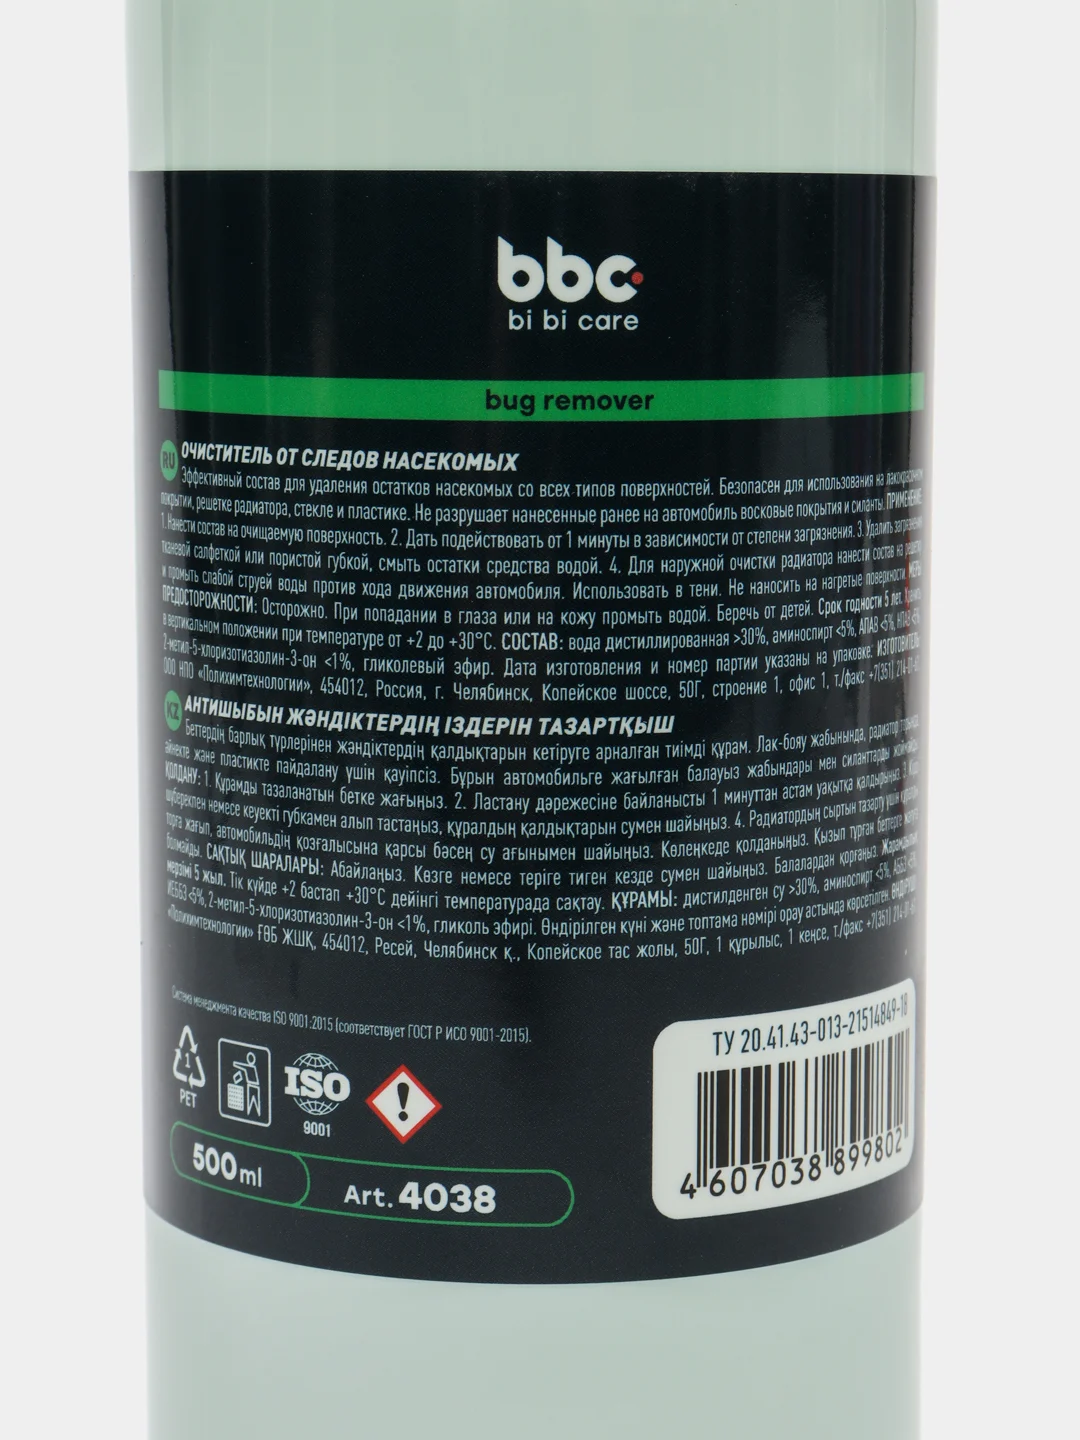 bbc
bi bi care
bug remover
RU ОЧИСТИТЕЛЬ ОТ СЛЕДОВ НАСЕКОМЫХ
Эффективный состав для удаления остатков насекомых со всех типов поверхностей. Безопасен для использования на лакокрасочном
покрытии, решетке радиатора, стекле и пластике. Не разрушает нанесенные ранее на автомобиль восковые покрытия и силанты. ПРИМЕНЕНИЕ:
1. Нанести состав на очищаемую поверхность. 2. Дать подействовать от 1 минуты в зависимости от степени загрязнения. 3. Удалить загрязнения
тканевой салфеткой или пористой губкой, смыть остатки средства водой. 4. Для наружной очистки радиатора нанести состав на решетку
и промыть слабой струей воды против хода движения автомобиля. Использовать в тени. Не наносить на нагретые поверхности. МЕРЫ
ПРЕДОСТОРОЖНОСТИ: Осторожно. При попадании в глаза или на кожу промыть водой. Беречь от детей. Срок годности 5 лет. Хранить
в вертикальном положении при температуре от +2 до +30°С. СОСТАВ: вода дистиллированная >30%, аминоспирт <5%, АПАВ <5%, НПАВ <5%,
2-метил-5-хлоризотиазолин-3-он <1%, гликолевый эфир. Дата изготовления и номер партии указаны на упаковке. ИЗГОТОВИТЕЛЬ:
ООО НПО «Полихимтехнологии», 454012, Россия, г. Челябинск, Копейское шоссе, 50Г, строение 1, офис 1, т./факс +7(351)
KZ АНТИШЫБЫН ЖӘНДІКТЕРДІҢ ІЗДЕРІН ТАЗАРТҚЫШ
Беттердің барлық түрлерінен жәндіктердің қалдықтарын кетіруге арналған тиімді құрам. Лак-бояу жабынында, радиатор торында,
әйнекте және пластикте пайдалану үшін қауіпсіз. Бұрын автомобильге жағылған балауыз жабындары мен силанттарды жоймайды.
ҚОЛДАНУ: 1. Құрамды тазаланатын бетке жағыңыз. 2. Ластану дәрежесіне байланысты 1 минуттан астам уақытқа қалдырыңыз. 3.
шүберекпен немесе кеуекті губкамен алып тастаңыз, құралдың қалдықтарын сумен шайыңыз. 4. Радиатордың сыртын тазарту үшін құрамды
торға жағып, автомобильдің қозғалысына қарсы бәсең су ағынымен шайыңыз. Көлеңкеде қолданыңыз. Қызып тұрған беттерге жағуға
болмайды. САҚТЫҚ ШАРАЛАРЫ: Абайлаңыз. Көзге немесе теріге тиген кезде сумен шайыңыз. Балалардан қорғаңыз. Жарамдылық
мерзімі 5 жыл. Тік күйде +2 бастап +30°С дейінгі температурада сақтау. ҚҰРАМЫ: дистилденген су >30%, аминоспирт <5%, АББЗ <5%,
ИЕББЗ <5%, 2-метил-5-хлоризотиазолин-3-он <1%, гликоль эфирі. Өндірілген күні және топтама нөмірі орау астында көрсетілген. ӨНДІРУШІ:
«Полихимтехнологии» ҒӨБ ЖШҚ, 454012, Ресей, Челябинск қ., Копейское тас жолы, 50Г, 1 құрылыс, 1 кеңсе, т./факс +7(351)
Система менеджмента качества ISO 9001:2015 (соответствует ГОСТ Р ИСО 9001-2015).
ТУ 20.41.43-013-21514849-18
1
PET
ISO
9001
4 607038 899802
500ml
Art. 4038